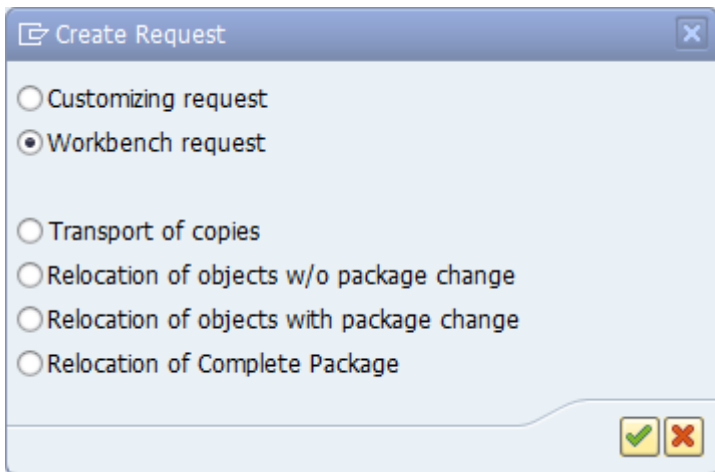 Create Request
Customizing request
Workbench request
Transport of copies
Relocation of objects w/o package change
Relocation of objects with package change
Relocation of Complete Package